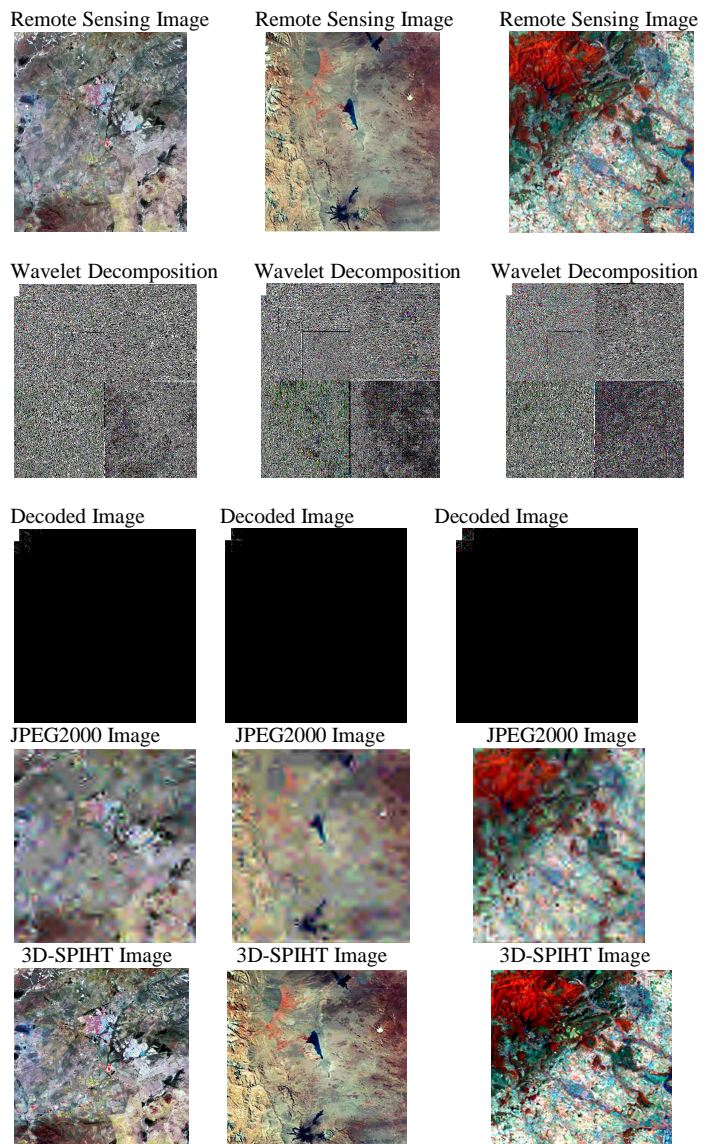 Remote Sensing Image Remote Sensing Image Remote Sensing Image
Wavelet Decomposition Wavelet Decomposition Wavelet Decomposition
Decoded Image Decoded Image Decoded Image
JPEG2000 Image JPEG2000 Image JPEG2000 Image
3D-SPIHT Image 3D-SPIHT Image 3D-SPIHT Image